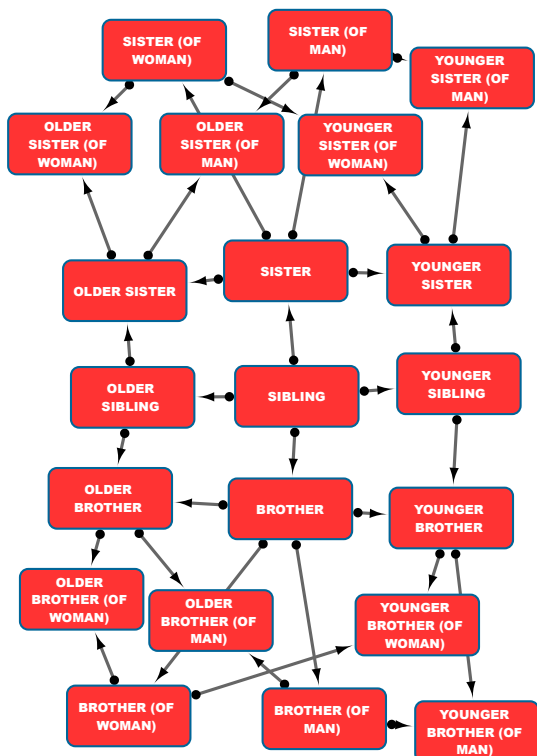 SISTER (OF
WOMAN)
SISTER (OF
MAN)
YOUNGER
SISTER (OF
MAN)
OLDER
SISTER (OF
WOMAN)
OLDER
SISTER (OF
MAN)
YOUNGER
SISTER (OF
WOMAN)
OLDER SISTER
SISTER
YOUNGER
SISTER
OLDER
SIBLING
SIBLING
YOUNGER
SIBLING
OLDER
BROTHER
BROTHER
YOUNGER
BROTHER
OLDER
BROTHER (OF
WOMAN)
OLDER
BROTHER (OF
MAN)
YOUNGER
BROTHER (OF
WOMAN)
BROTHER (OF
WOMAN)
BROTHER (OF
MAN)
YOUNGER
BROTHER (OF
MAN)